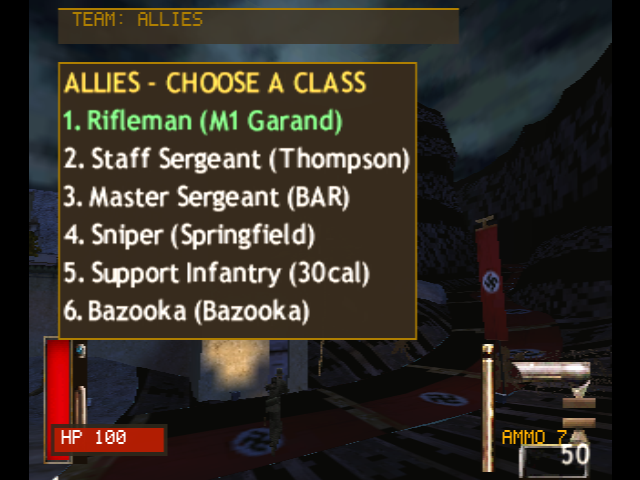 TEAM: ALLIES
ALLIES - CHOOSE A CLASS
1. Rifleman (M1 Garand)
2. Staff Sergeant (Thompson)
3. Master Sergeant (BAR)
4. Sniper (Springfield)
5. Support Infantry (30cal)
6. Bazooka (Bazooka)
HP 100
AMMO 7
50